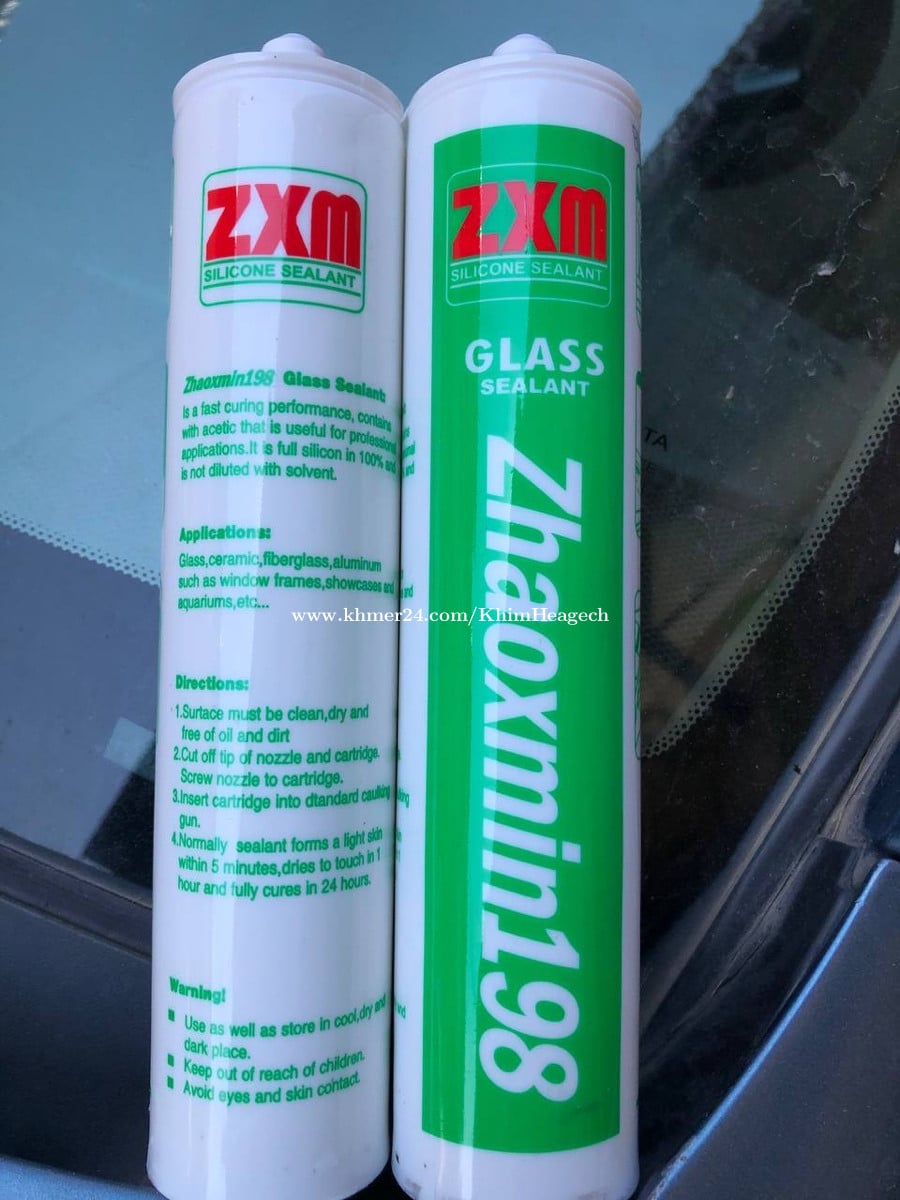 ZXM
SILICONE SEALANT
Zhaoxmin198 Glass Sealant:
Is a fast curing performance, contains
with acetic that is useful for professional
applications.It is full silicon in 100% and
is not diluted with solvent.
Applications:
Glass,ceramic,fiberglass,aluminum
such as window frames,showcases and
aquariums,etc...
Directions:
1.Surtace must be clean,dry and
free of oil and dirt
2.Cut off tip of nozzle and cartridge.
Screw nozzle to cartridge.
3.Insert cartridge into dtandard caulking
gun.
4.Normally sealant forms a light skin
within 5 minutes,dries to touch in 1
hour and fully cures in 24 hours.
Warning!
Use as well as store in cool,dry and
dark place.
Keep out of reach of children.
Avoid eyes and skin contact.
ZXM
SILICONE SEALANT
GLASS
SEALANT
Zhaoxmin198
www.khmer24.com/KhimHeagech